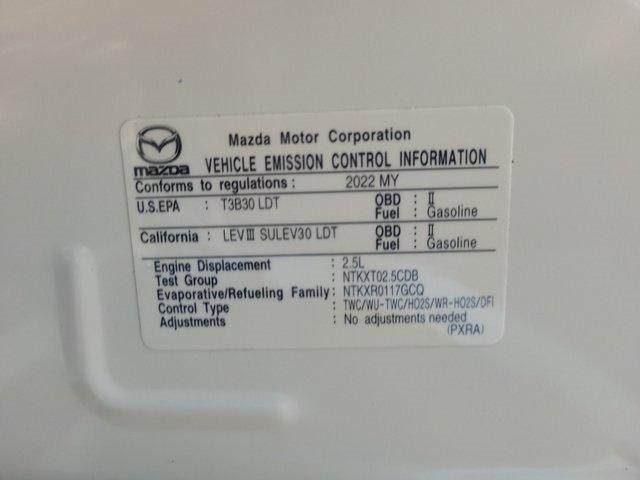 Mazda Motor Corporation
mazda
VEHICLE EMISSION CONTROL INFORMATION
Conforms to regulations : 2022 MY
U.S.EPA : T3B30 LDT OBD : II
Fuel : Gasoline
California : LEVIII SULEV30 LDT OBD : II
Fuel : Gasoline
Engine Displacement : 2.5L
Test Group : NTKXT02.5CDB
Evaporative/Refueling Family: NTKXR0117GCQ
Control Type : TWC/WU-TWC/HO2S/WR-HO2S/DFI
Adjustments : No adjustments needed
(PXRA)